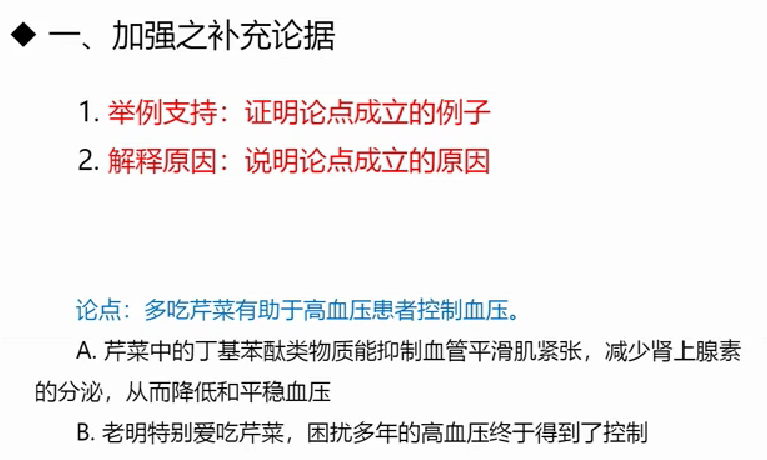 ◆ 一、加强之补充论据
1. 举例支持：证明论点成立的例子
2. 解释原因：说明论点成立的原因
论点：多吃芹菜有助于高血压患者控制血压。
A. 芹菜中的丁基苯酞类物质能抑制血管平滑肌紧张，减少肾上腺素
的分泌，从而降低和平稳血压
B. 老明特别爱吃芹菜，困扰多年的高血压终于得到了控制